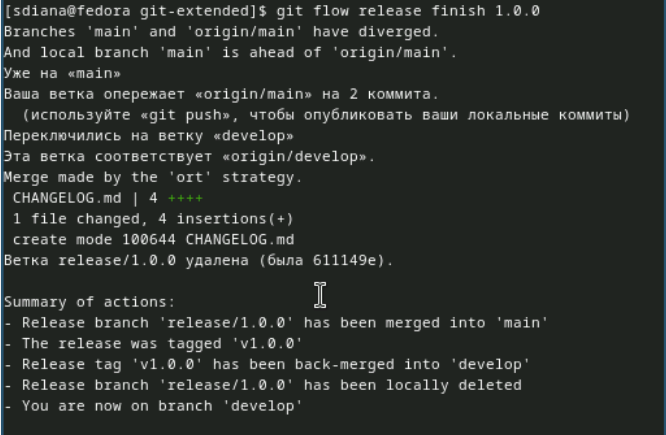 [sdiana@fedora git-extended]$ git flow release finish 1.0.0
Branches 'main' and 'origin/main' have diverged.
And local branch 'main' is ahead of 'origin/main'.
Уже на «main»
Ваша ветка опережает «origin/main» на 2 коммита.
  (используйте «git push», чтобы опубликовать ваши локальные коммиты)
Переключились на ветку «develop»
Эта ветка соответствует «origin/develop».
Merge made by the 'ort' strategy.
 CHANGELOG.md | 4 ++++
 1 file changed, 4 insertions(+)
 create mode 100644 CHANGELOG.md
Ветка release/1.0.0 удалена (была 611149e).
Summary of actions:
- Release branch 'release/1.0.0' has been merged into 'main'
- The release was tagged 'v1.0.0'
- Release tag 'v1.0.0' has been back-merged into 'develop'
- Release branch 'release/1.0.0' has been locally deleted
- You are now on branch 'develop'